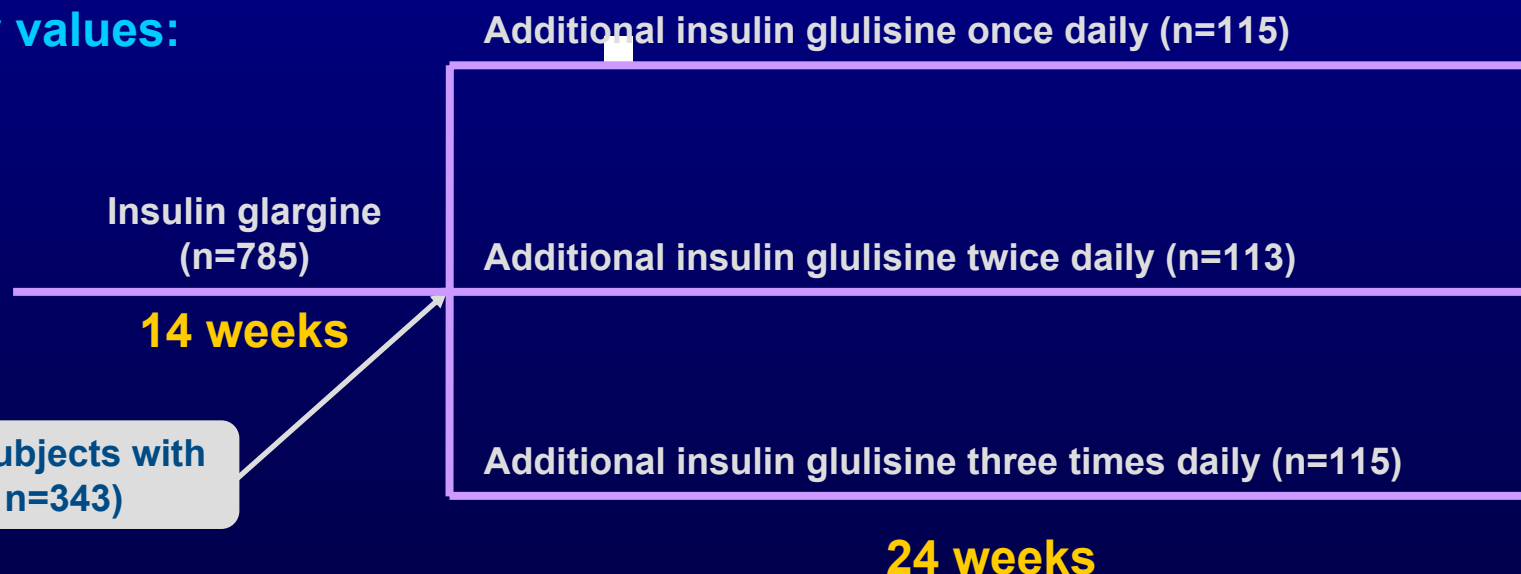 values:
Additional insulin glulisine once daily (n=115)
Insulin glargine
(n=785)
Additional insulin glulisine twice daily (n=113)
14 weeks
subjects with
n=343)
Additional insulin glulisine three times daily (n=115)
24 weeks